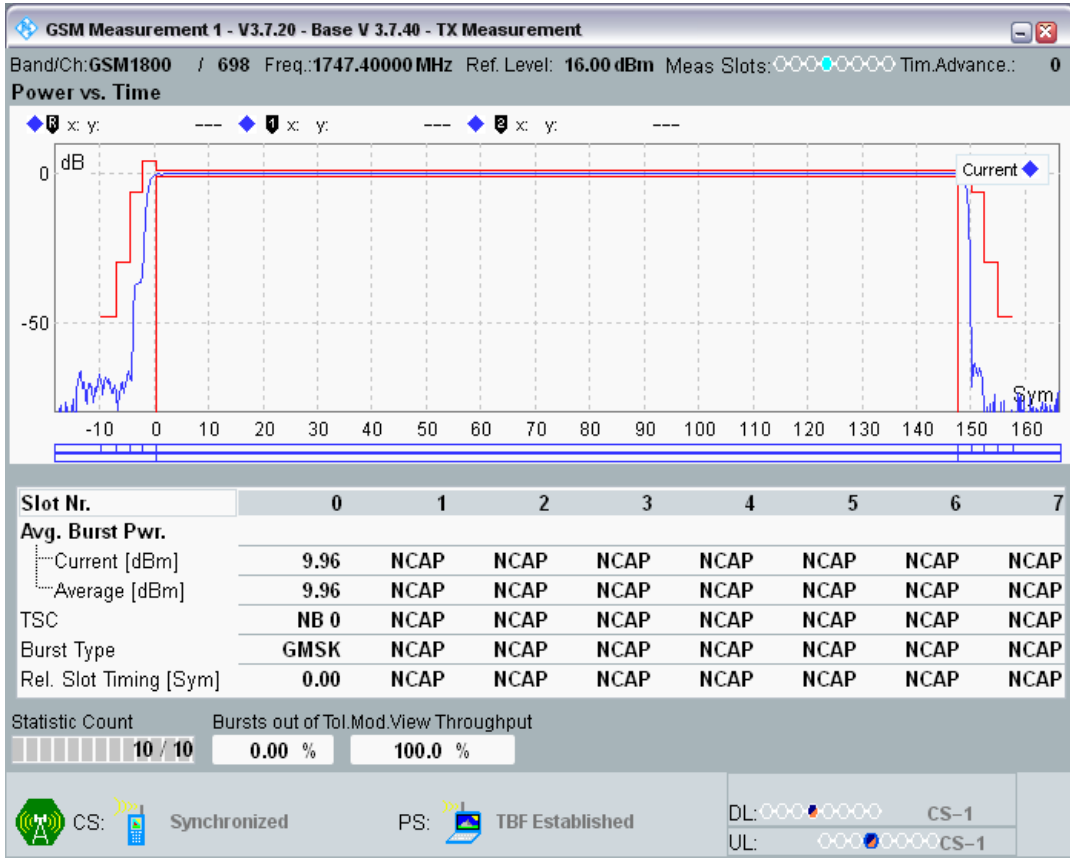 GSM Measurement 1 - V3.7.20 - Base V 3.7.40 - TX Measurement
Band/Ch:GSM1800 / 698 Freq.:1747.40000 MHz Ref. Level: 16.00 dBm Meas Slots: Tim.Advance.: 0
Power vs. Time
R x: y: --- 1 x: y: --- 2 x: y: ---
dB
Current
0
-50
Sym
-10 0 10 20 30 40 50 60 70 80 90 100 110 120 130 140 150 160
Slot Nr. 0 1 2 3 4 5 6 7
Avg. Burst Pwr.
Current [dBm] 9.96 NCAP NCAP NCAP NCAP NCAP NCAP NCAP
Average [dBm] 9.96 NCAP NCAP NCAP NCAP NCAP NCAP NCAP
TSC NB 0 NCAP NCAP NCAP NCAP NCAP NCAP NCAP
Burst Type GMSK NCAP NCAP NCAP NCAP NCAP NCAP NCAP
Rel. Slot Timing [Sym] 0.00 NCAP NCAP NCAP NCAP NCAP NCAP NCAP
Statistic Count Bursts out of Tol. Mod.View Throughput
10 / 10 0.00 % 100.0 %
CS: Synchronized PS: TBF Established
DL: CS-1
UL: CS-1